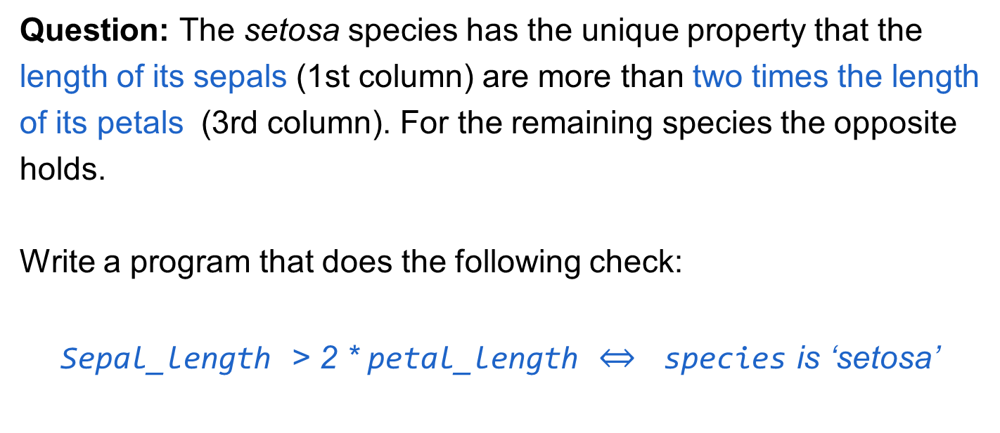 Question: The setosa species has the unique property that the
length of its sepals (1st column) are more than two times the length
of its petals (3rd column). For the remaining species the opposite
holds.
Write a program that does the following check:
Sepal_length > 2 * petal_length ⇔ species is ‘setosa’